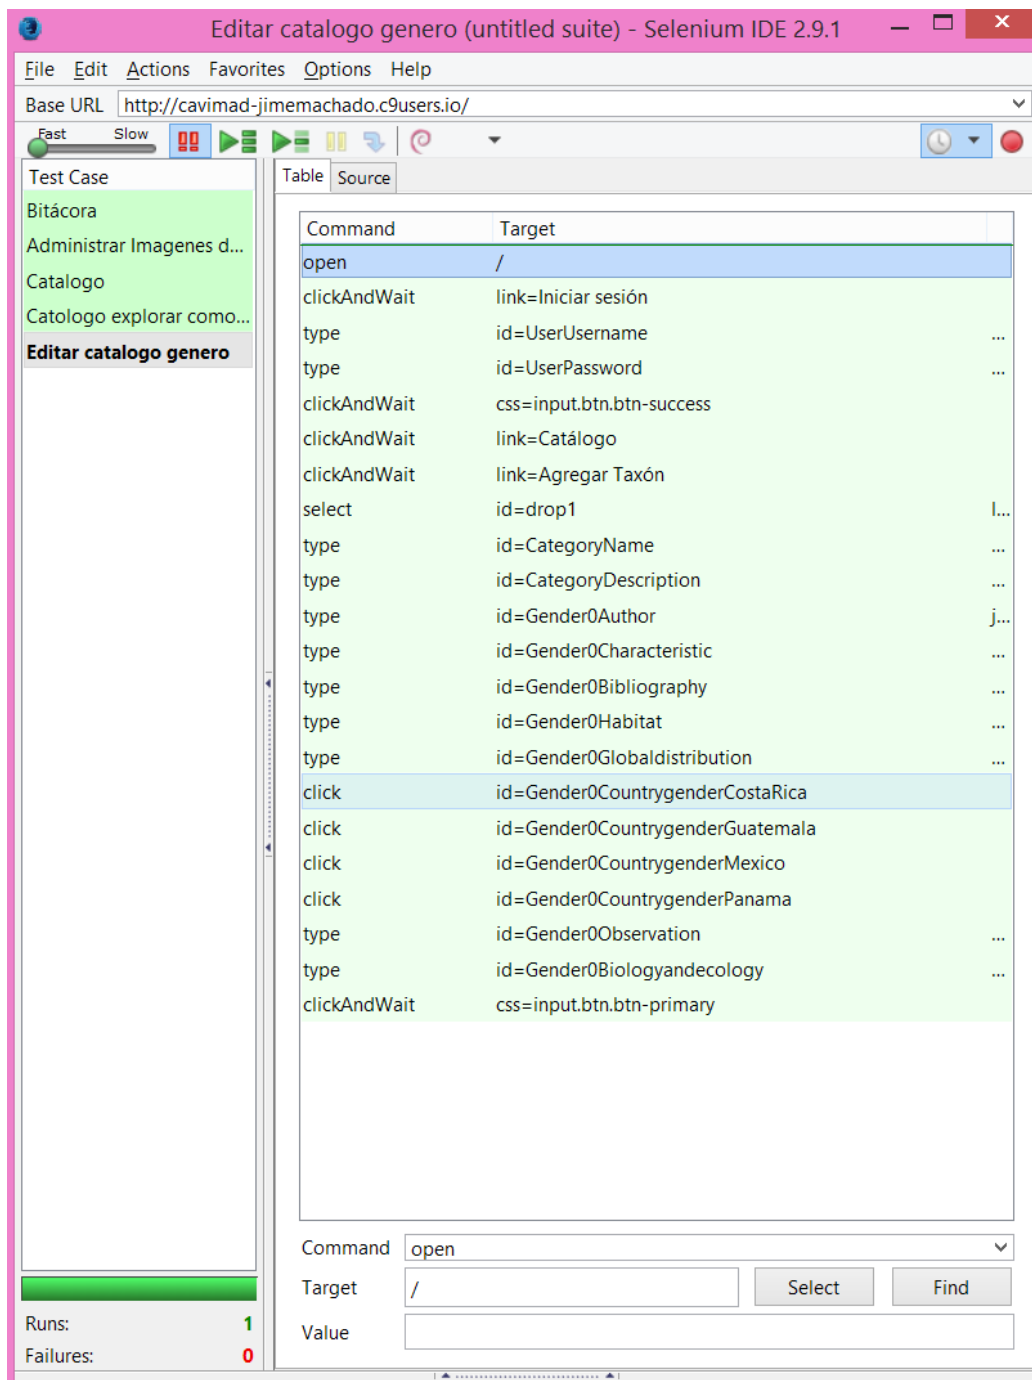 Editar catalogo genero (untitled suite) - Selenium IDE 2.9.1
File Edit Actions Favorites Options Help
Base URL http://cavimad-jimemachado.c9users.io/
Fast Slow
Test Case
Table Source
Bitácora
Administrar Imagenes d...
Catalogo
Catologo explorar como...
Editar catalogo genero
Command Target
open /
clickAndWait link=Iniciar sesión
type id=UserUsername ...
type id=UserPassword ...
clickAndWait css=input.btn.btn-success
clickAndWait link=Catálogo
clickAndWait link=Agregar Taxón
select id=drop1 l...
type id=CategoryName ...
type id=CategoryDescription ...
type id=Gender0Author j...
type id=Gender0Characteristic ...
type id=Gender0Bibliography ...
type id=Gender0Habitat ...
type id=Gender0Globaldistribution ...
click id=Gender0CountrygenderCostaRica
click id=Gender0CountrygenderGuatemala
click id=Gender0CountrygenderMexico
click id=Gender0CountrygenderPanama
type id=Gender0Observation ...
type id=Gender0Biologyandecology ...
clickAndWait css=input.btn.btn-primary
Command open
Target / Select Find
Value
Runs: 1
Failures: 0